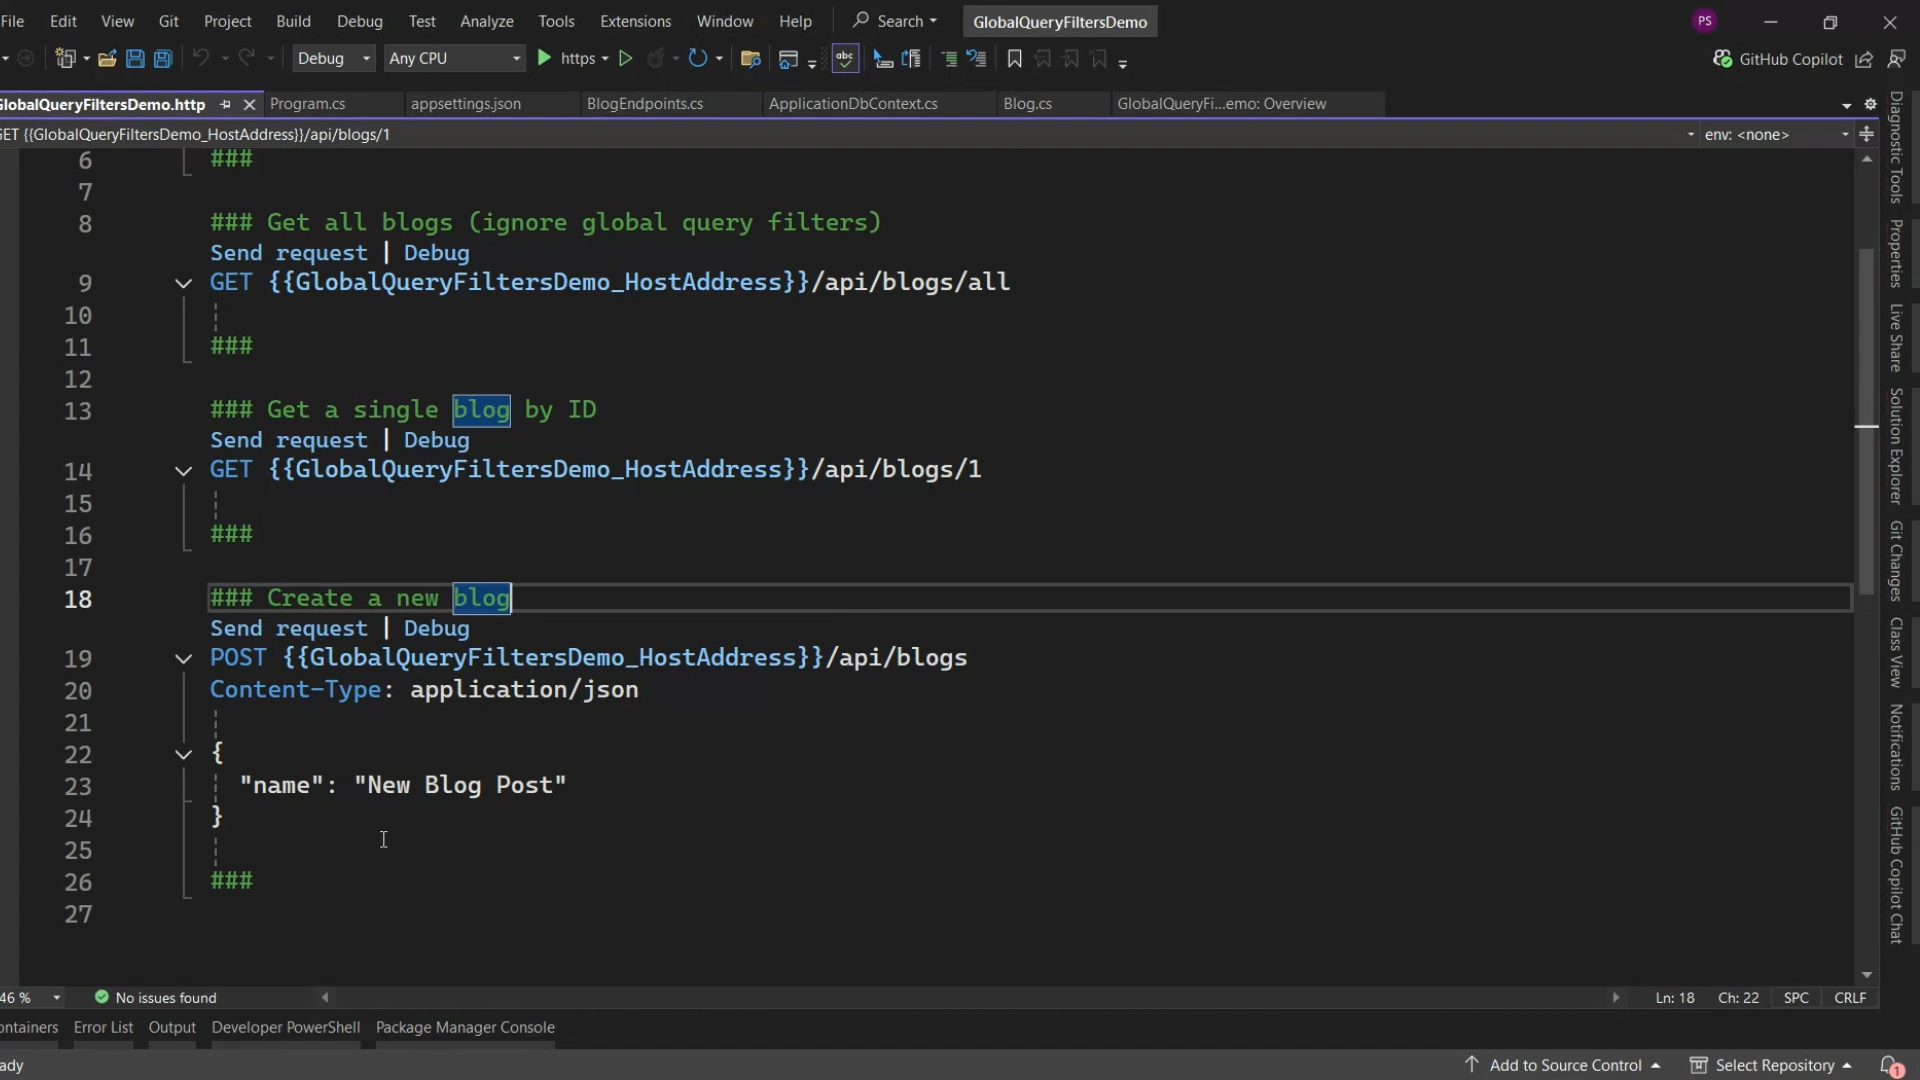 File Edit View Git Project Build Debug Test Analyze Tools Extensions Window Help Search GlobalQueryFiltersDemo PS
Debug Any CPU https abc GitHub Copilot
GlobalQueryFiltersDemo.http Program.cs appsettings.json BlogEndpoints.cs ApplicationDbContext.cs Blog.cs GlobalQueryFi...emo: Overview
GET {{GlobalQueryFiltersDemo_HostAddress}}/api/blogs/1 env: <none>
6 ###
7
8 ### Get all blogs (ignore global query filters)
Send request | Debug
9 GET {{GlobalQueryFiltersDemo_HostAddress}}/api/blogs/all
10
11 ###
12
13 ### Get a single blog by ID
Send request | Debug
14 GET {{GlobalQueryFiltersDemo_HostAddress}}/api/blogs/1
15
16 ###
17
18 ### Create a new blog
Send request | Debug
19 POST {{GlobalQueryFiltersDemo_HostAddress}}/api/blogs
20 Content-Type: application/json
21
22 {
23 "name": "New Blog Post"
24 }
25
26 ###
27
46 % No issues found Ln: 18 Ch: 22 SPC CRLF
ontainers Error List Output Developer PowerShell Package Manager Console
ady Add to Source Control Select Repository 1
Diagnostic Tools
Properties
Live Share
Solution Explorer
Git Changes
Class View
Notifications
GitHub Copilot Chat